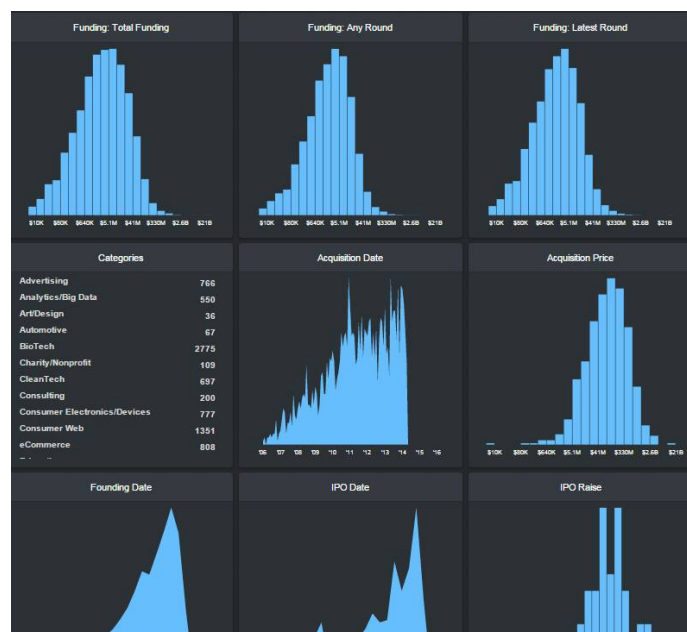 Funding: Total Funding
Funding: Any Round
Funding: Latest Round
$10K $80K $640K $5.1M $41M $330M $2.6B $21B
$10K $80K $640K $5.1M $41M $330M $2.6B $21B
$10K $80K $640K $5.1M $41M $330M $2.6B $21B
Categories
Advertising 766
Analytics/Big Data 550
Art/Design 36
Automotive 67
BioTech 2775
Charity/Nonprofit 109
CleanTech 697
Consulting 200
Consumer Electronics/Devices 777
Consumer Web 1351
eCommerce 808
Acquisition Date
'06 '07 '08 '09 '10 '11 '12 '13 '14 '15 '16
Acquisition Price
$10K $80K $640K $5.1M $41M $330M $2.6B $21B
Founding Date
IPO Date
IPO Raise